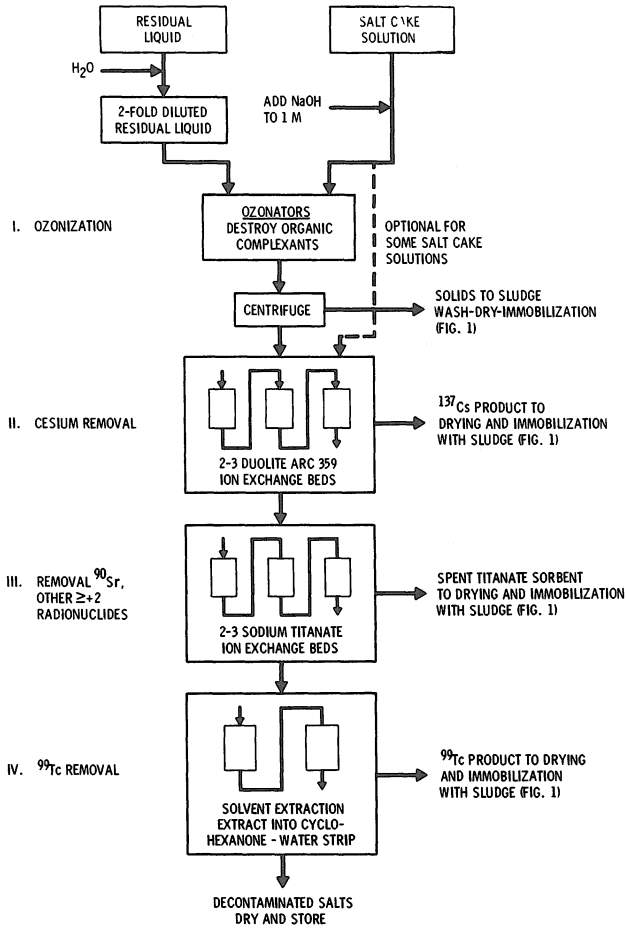 RESIDUAL
LIQUID
SALT CAKE
SOLUTION
H₂O
ADD NaOH
TO 1 M
2-FOLD DILUTED
RESIDUAL LIQUID
I. OZONIZATION
OZONATORS
DESTROY ORGANIC
COMPLEXANTS
OPTIONAL FOR
SOME SALT CAKE
SOLUTIONS
CENTRIFUGE
SOLIDS TO SLUDGE
WASH-DRY-IMMOBILIZATION
(FIG. 1)
II. CESIUM REMOVAL
2-3 DUOLITE ARC 359
ION EXCHANGE BEDS
¹³⁷Cs PRODUCT TO
DRYING AND IMMOBILIZATION
WITH SLUDGE (FIG. 1)
III. REMOVAL ⁹⁰Sr,
OTHER ≥+2
RADIONUCLIDES
2-3 SODIUM TITANATE
ION EXCHANGE BEDS
SPENT TITANATE SORBENT
TO DRYING AND IMMOBILIZATION
WITH SLUDGE (FIG. 1)
IV. ⁹⁹Tc REMOVAL
SOLVENT EXTRACTION
EXTRACT INTO CYCLO-
HEXANONE - WATER STRIP
⁹⁹Tc PRODUCT TO DRYING
AND IMMOBILIZATION
WITH SLUDGE (FIG. 1)
DECONTAMINATED SALTS
DRY AND STORE